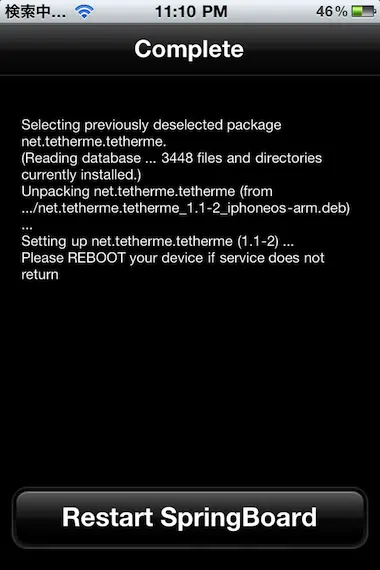 検索中... 11:10 PM 46%
Complete
Selecting previously deselected package
net.tetherme.tetherme.
(Reading database ... 3448 files and directories
currently installed.)
Unpacking net.tetherme.tetherme (from
.../net.tetherme.tetherme_1.1-2_iphoneos-arm.deb)
...
Setting up net.tetherme.tetherme (1.1-2) ...
Please REBOOT your device if service does not
return
Restart SpringBoard